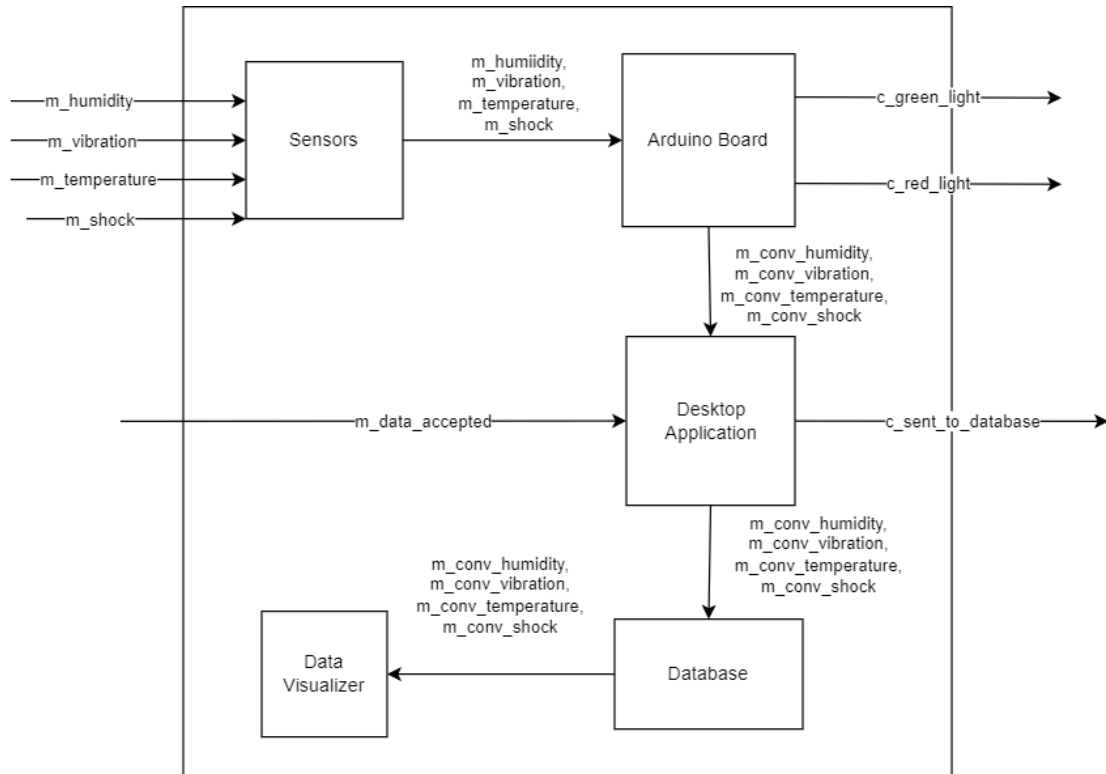 m_humidity
m_vibration
m_temperature
m_shock
Sensors
m_humiidity,
m_vibration,
m_temperature,
m_shock
Arduino Board
c_green_light
c_red_light
m_conv_humidity,
m_conv_vibration,
m_conv_temperature,
m_conv_shock
m_data_accepted
Desktop
Application
c_sent_to_database
m_conv_humidity,
m_conv_vibration,
m_conv_temperature,
m_conv_shock
m_conv_humidity,
m_conv_vibration,
m_conv_temperature,
m_conv_shock
Data
Visualizer
Database